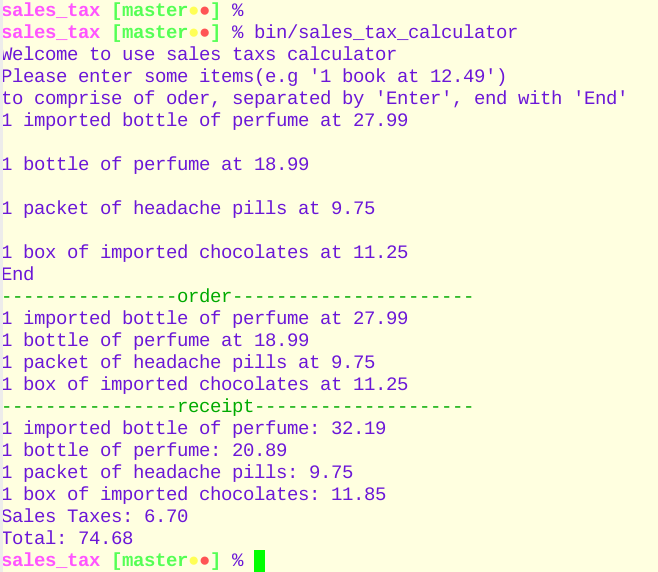 sales_tax [master●●] %
sales_tax [master●●] % bin/sales_tax_calculator
Welcome to use sales taxs calculator
Please enter some items(e.g '1 book at 12.49')
to comprise of oder, separated by 'Enter', end with 'End'
1 imported bottle of perfume at 27.99
1 bottle of perfume at 18.99
1 packet of headache pills at 9.75
1 box of imported chocolates at 11.25
End
----------------order----------------------
1 imported bottle of perfume at 27.99
1 bottle of perfume at 18.99
1 packet of headache pills at 9.75
1 box of imported chocolates at 11.25
----------------receipt--------------------
1 imported bottle of perfume: 32.19
1 bottle of perfume: 20.89
1 packet of headache pills: 9.75
1 box of imported chocolates: 11.85
Sales Taxes: 6.70
Total: 74.68
sales_tax [master●●] %